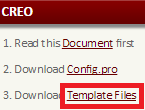 CREO
1. Read this Document first
2. Download Config.pro
3. Download Template Files